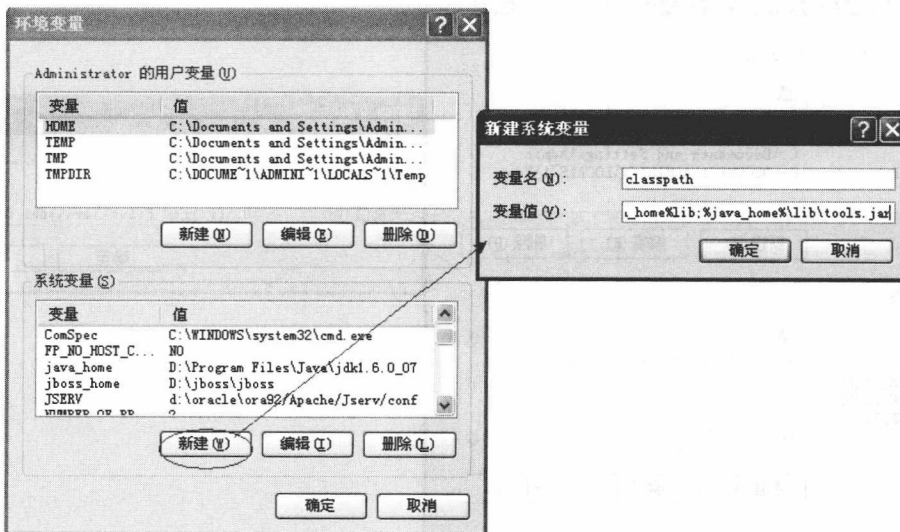 环境变量
Administrator 的用户变量(U)
变量 值
HOME C:\Documents and Settings\Admin...
TEMP C:\Documents and Settings\Admin...
TMP C:\Documents and Settings\Admin...
TMPDIR C:\DOCUME~1\ADMINI~1\LOCALS~1\Temp
新建(N) 编辑(E) 删除(D)
系统变量(S)
变量 值
ComSpec C:\WINDOWS\system32\cmd.exe
FP_NO_HOST_C... NO
java_home D:\Program Files\Java\jdk1.6.0_07
jboss_home D:\jboss\jboss
JSERV d:\oracle\ora92/Apache/Jserv/conf
新建(W) 编辑(I) 删除(L)
确定 取消
新建系统变量
变量名(N): classpath
变量值(V): _home%lib;%java_home%\lib\tools.jar
确定 取消